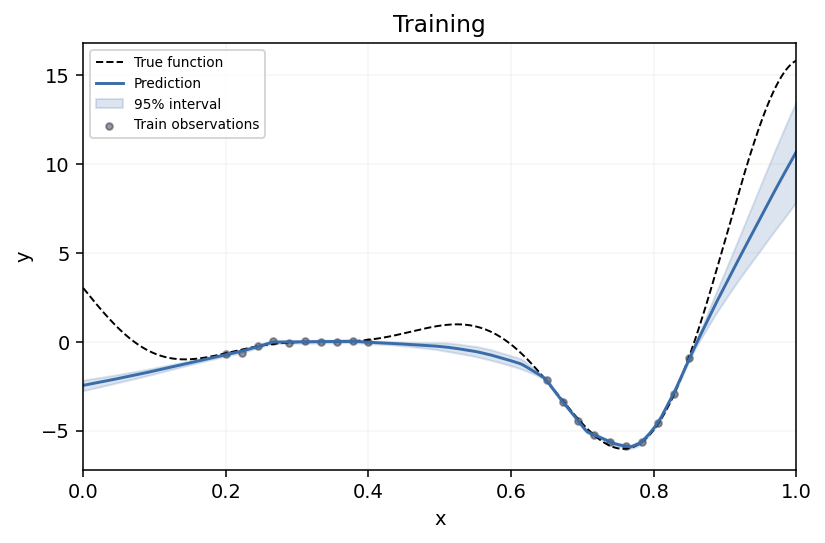 Training
True function
Prediction
95% interval
Train observations
15
10
5
0
−5
y
0.0 0.2 0.4 0.6 0.8 1.0
x